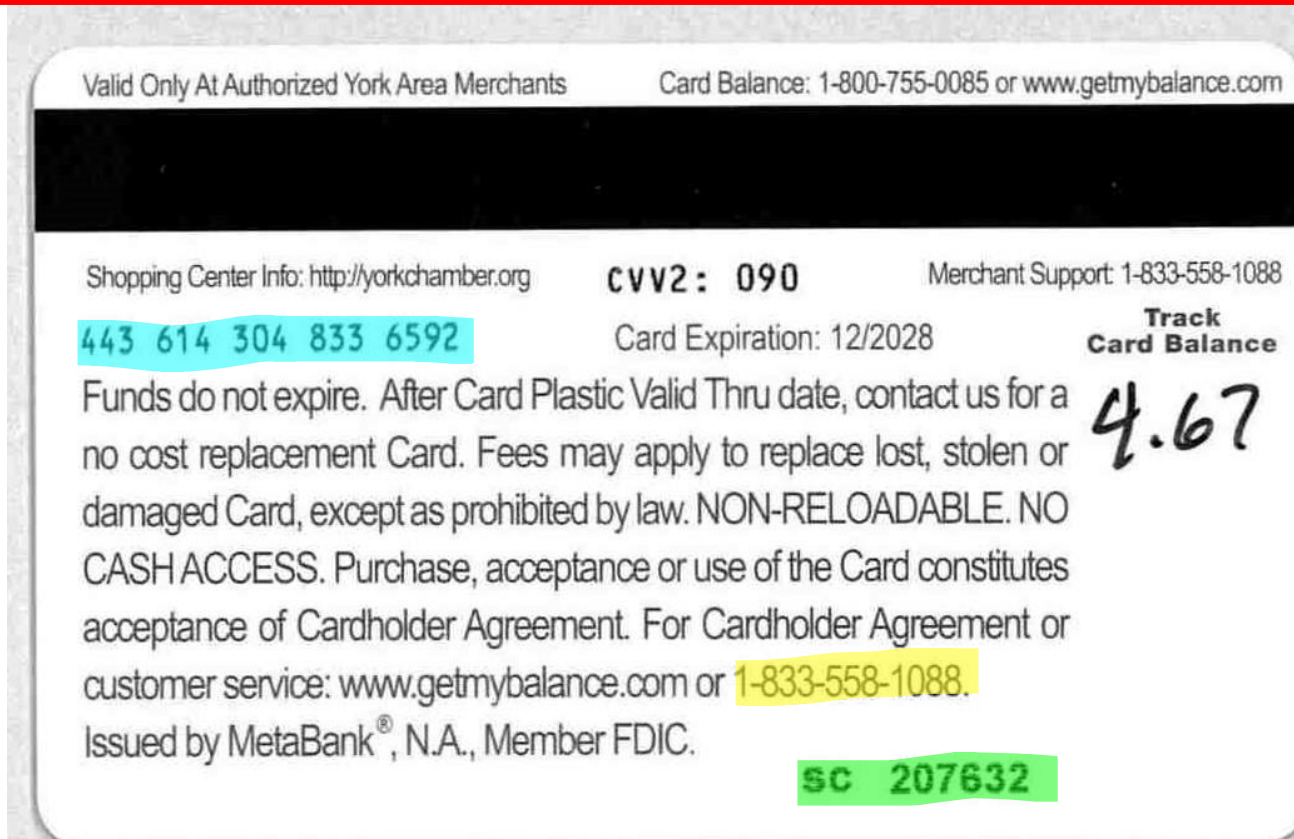 Valid Only At Authorized York Area Merchants Card Balance: 1-800-755-0085 or www.getmybalance.com
Shopping Center Info: http://yorkchamber.org CVV2: 090 Merchant Support: 1-833-558-1088
443 614 304 833 6592 Card Expiration: 12/2028 Track
Card Balance
4.67
Funds do not expire. After Card Plastic Valid Thru date, contact us for a
no cost replacement Card. Fees may apply to replace lost, stolen or
damaged Card, except as prohibited by law. NON-RELOADABLE. NO
CASH ACCESS. Purchase, acceptance or use of the Card constitutes
acceptance of Cardholder Agreement. For Cardholder Agreement or
customer service: www.getmybalance.com or 1-833-558-1088.
Issued by MetaBank®, N.A., Member FDIC.
SC 207632